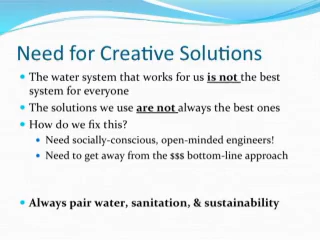 Need for Creative Solutions
The water system that works for us is not the best
system for everyone
The solutions we use are not always the best ones
How do we fix this?
Need socially-conscious, open-minded engineers!
Need to get away from the $$$ bottom-line approach
Always pair water, sanitation, & sustainability